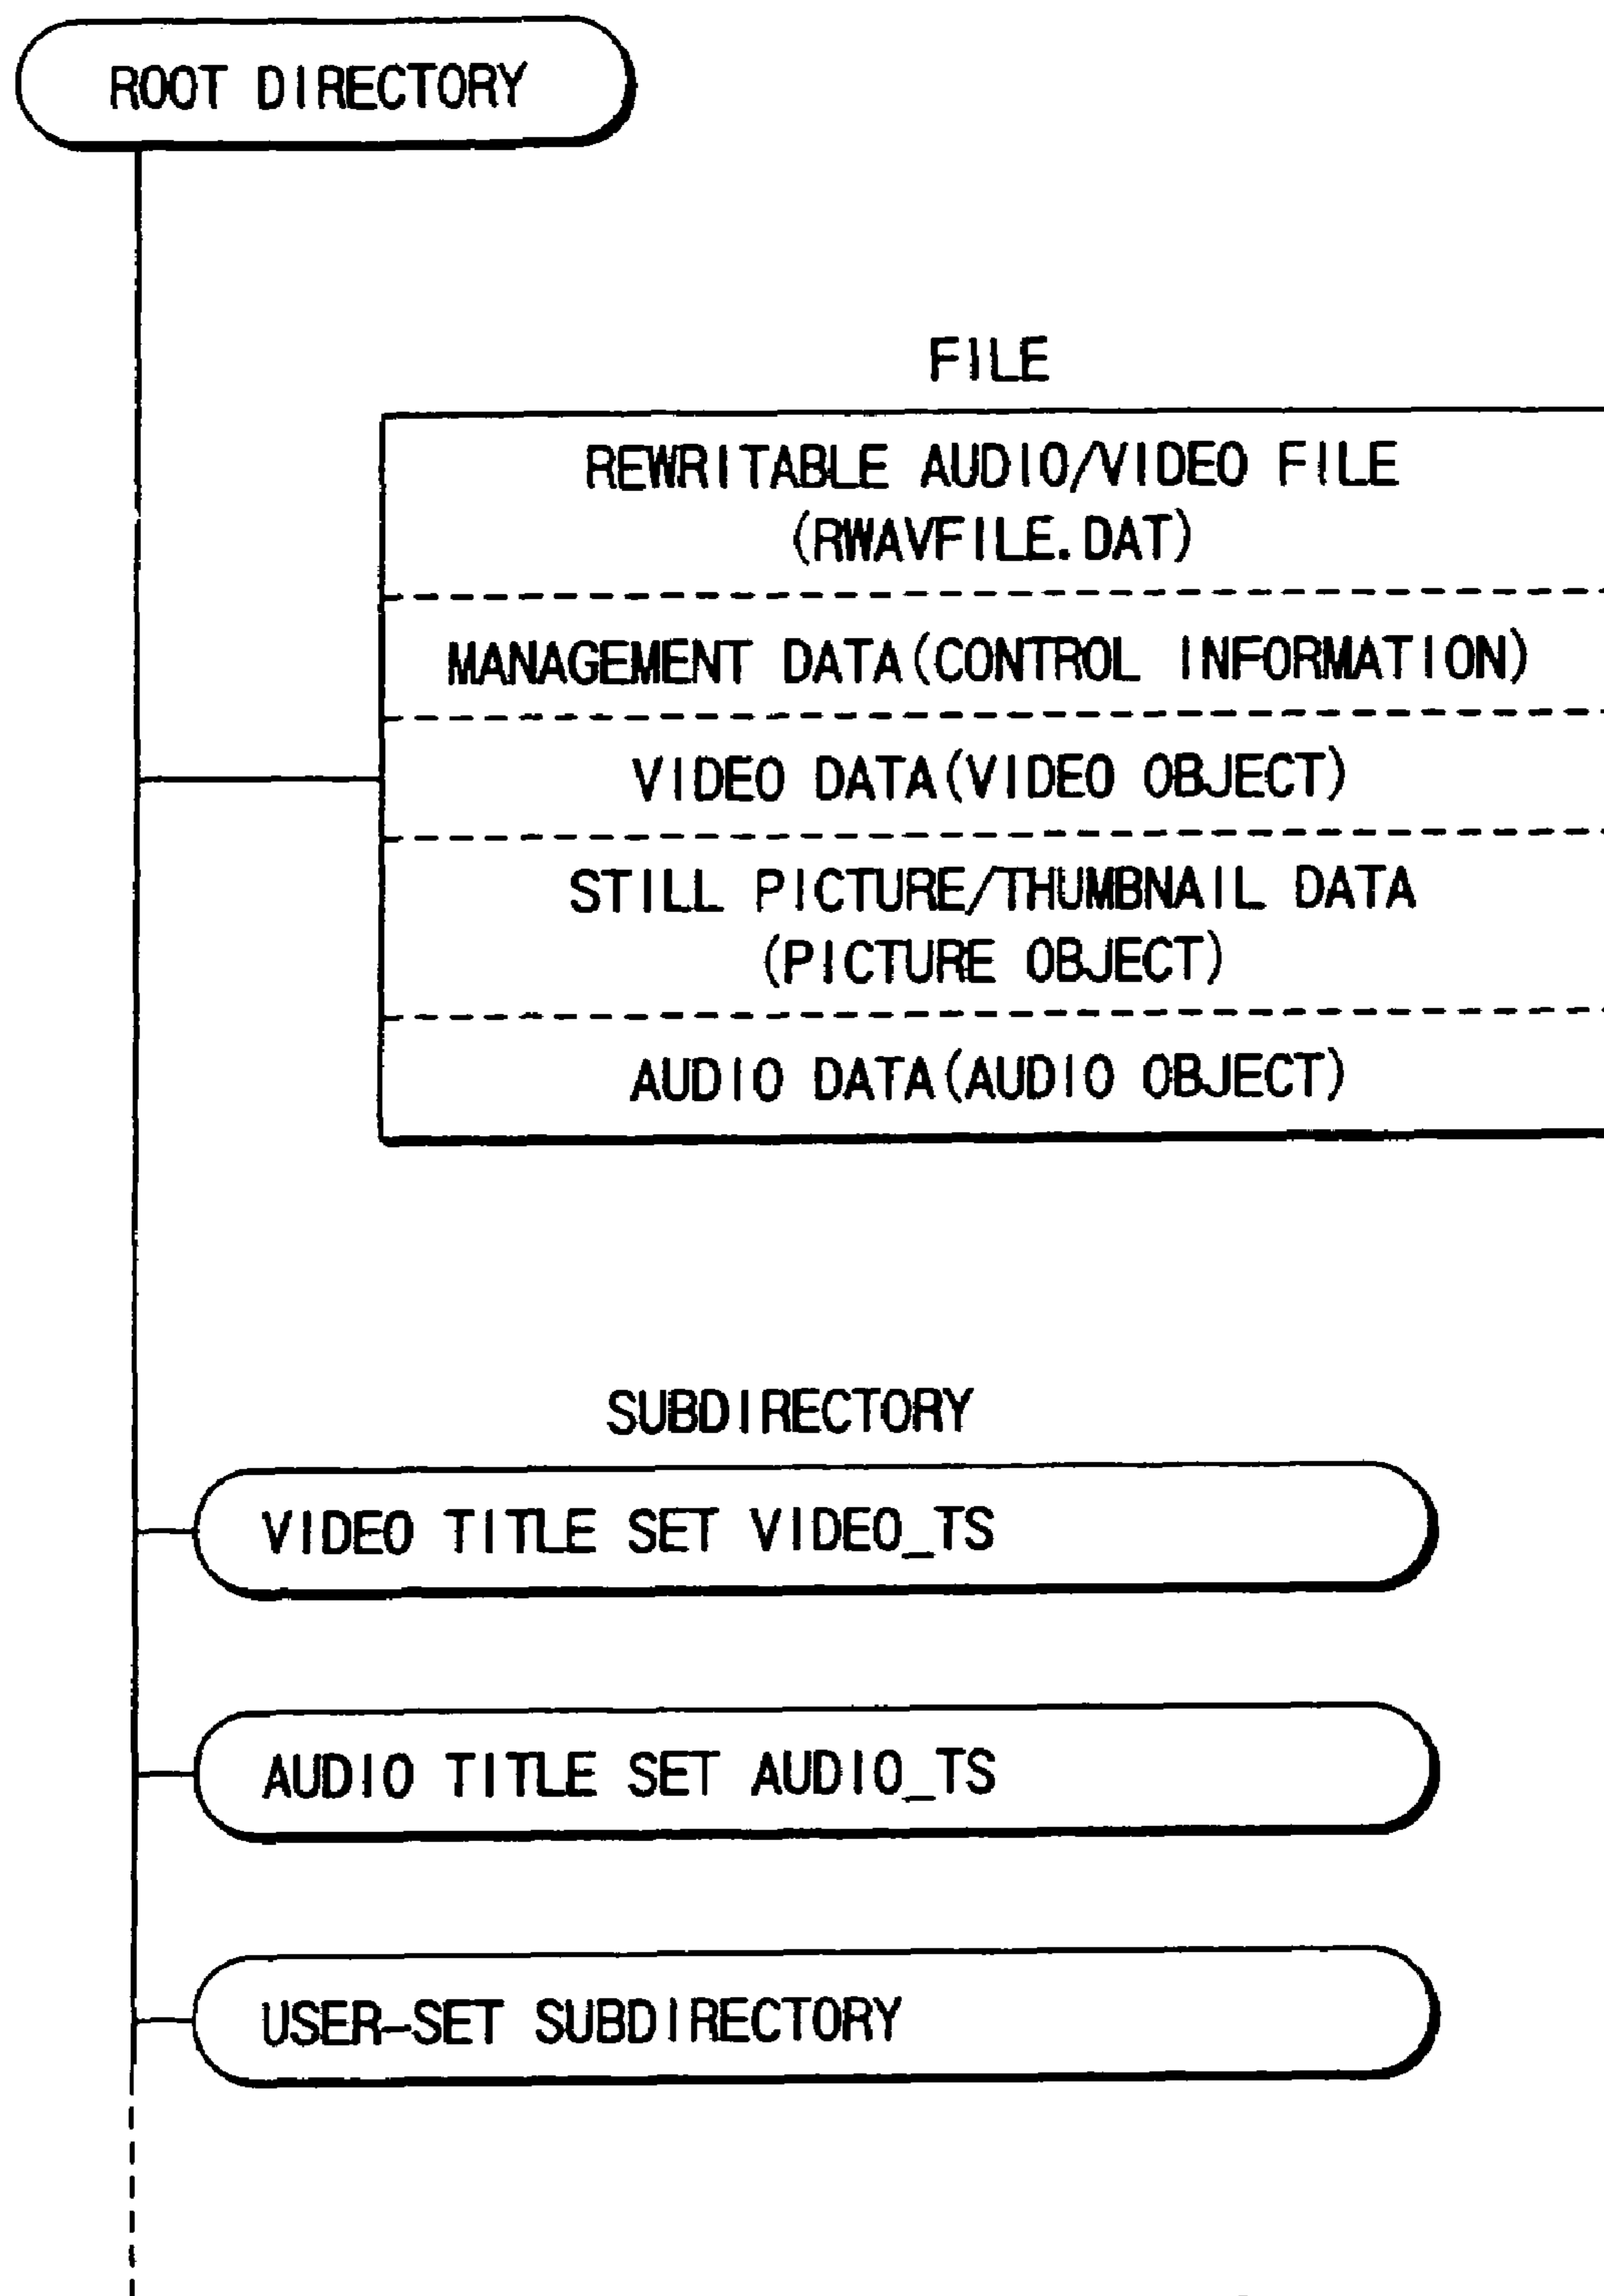 ROOT DIRECTORY
FILE
REWRITABLE AUDIO/VIDEO FILE
(RWAVFILE.DAT)
MANAGEMENT DATA(CONTROL INFORMATION)
VIDEO DATA(VIDEO OBJECT)
STILL PICTURE/THUMBNAIL DATA
(PICTURE OBJECT)
AUDIO DATA(AUDIO OBJECT)
SUBDIRECTORY
VIDEO TITLE SET VIDEO_TS
AUDIO TITLE SET AUDIO_TS
USER-SET SUBDIRECTORY